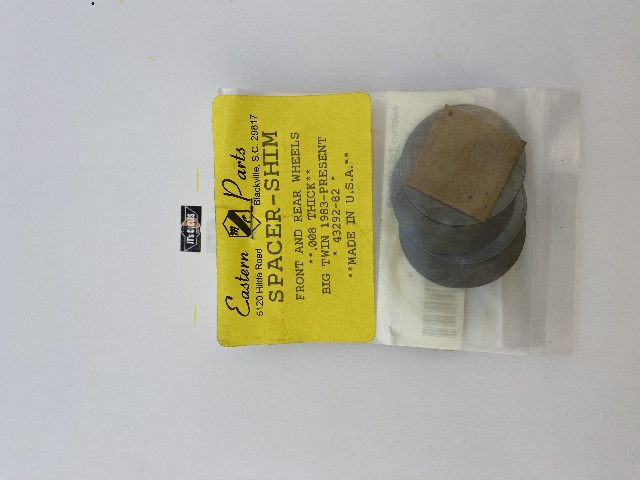 Eastern Parts
5120 Hilda Road Blackville, S.C. 29817
SPACER-SHIM
FRONT AND REAR WHEELS
**.008 THICK**
BIG TWIN 1983-PRESENT
* 43292-82 *
**MADE IN U.S.A.**